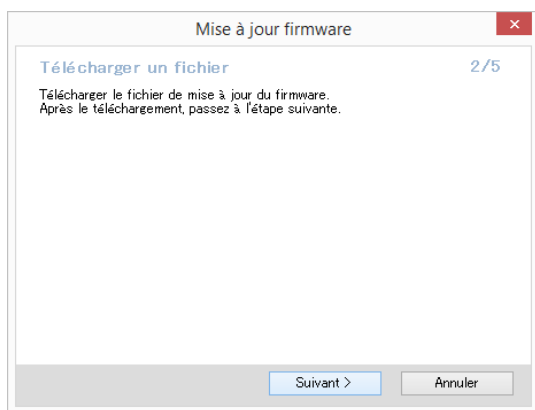 Mise à jour firmware
Télécharger un fichier 2/5
Télécharger le fichier de mise à jour du firmware.
Après le téléchargement, passez à l'étape suivante.
Suivant > Annuler